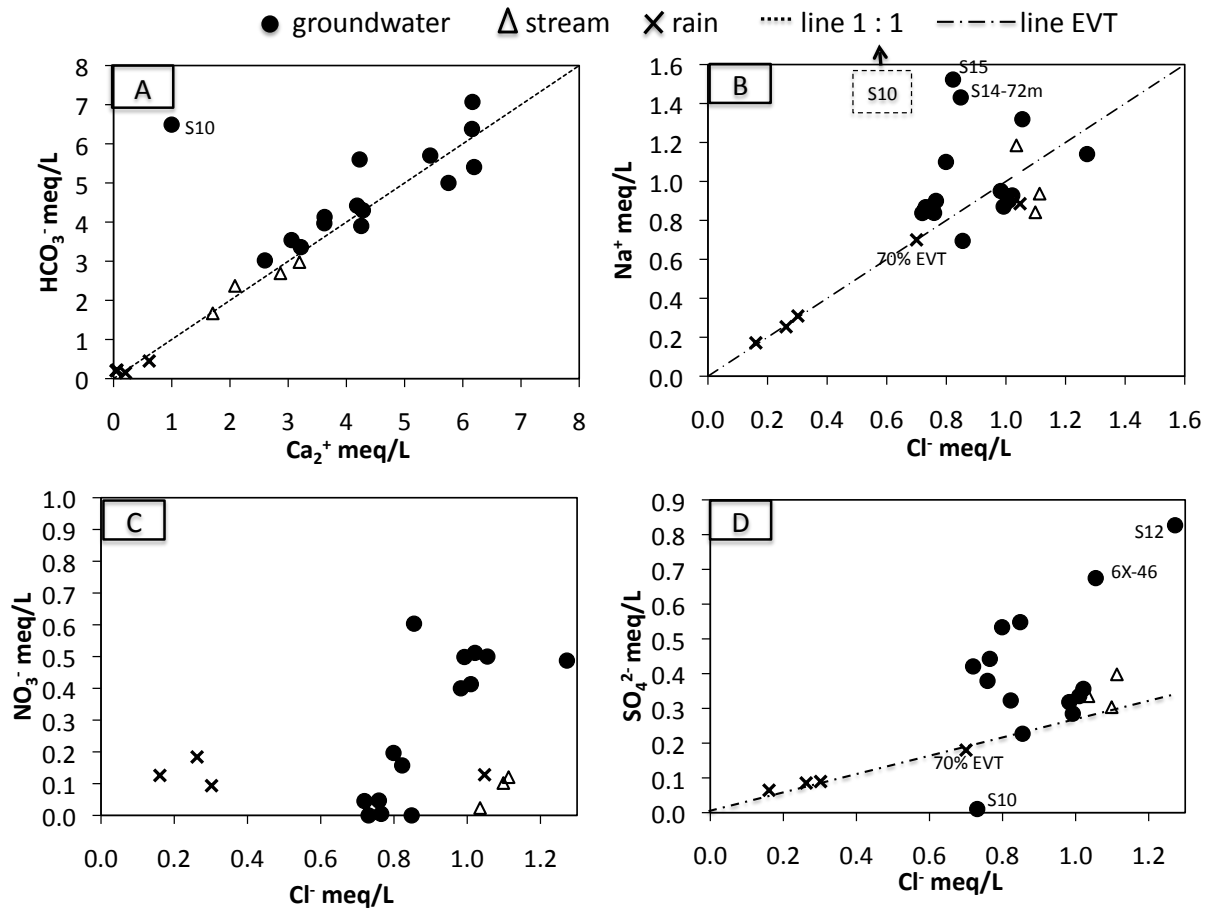 groundwater stream rain line 1 : 1 line EVT
A
HCO₃⁻ meq/L
8
7
6
5
4
3
2
1
0
S10
0 1 2 3 4 5 6 7 8
Ca₂⁺ meq/L
B
Na⁺ meq/L
1.6
1.4
1.2
1.0
0.8
0.6
0.4
0.2
0.0
S10
S15
S14-72m
70% EVT
0.0 0.2 0.4 0.6 0.8 1.0 1.2 1.4 1.6
Cl⁻ meq/L
C
NO₃⁻ meq/L
1.0
0.9
0.8
0.7
0.6
0.5
0.4
0.3
0.2
0.1
0.0
0.0 0.2 0.4 0.6 0.8 1.0 1.2
Cl⁻ meq/L
D
SO₄²⁻ meq/L
0.9
0.8
0.7
0.6
0.5
0.4
0.3
0.2
0.1
0.0
S12
6X-46
70% EVT
S10
0.0 0.2 0.4 0.6 0.8 1.0 1.2
Cl⁻ meq/L